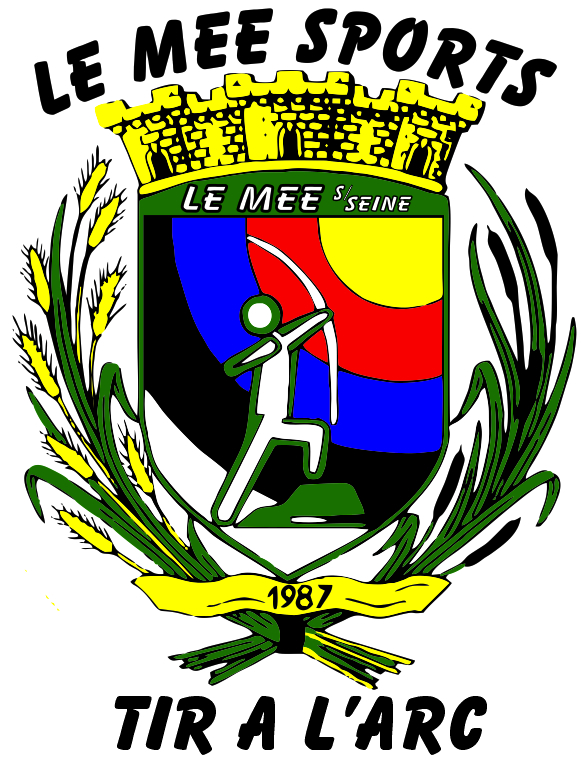 LE MEE SPORTS
LE MEE S/SEINE
1987
TIR A L'ARC